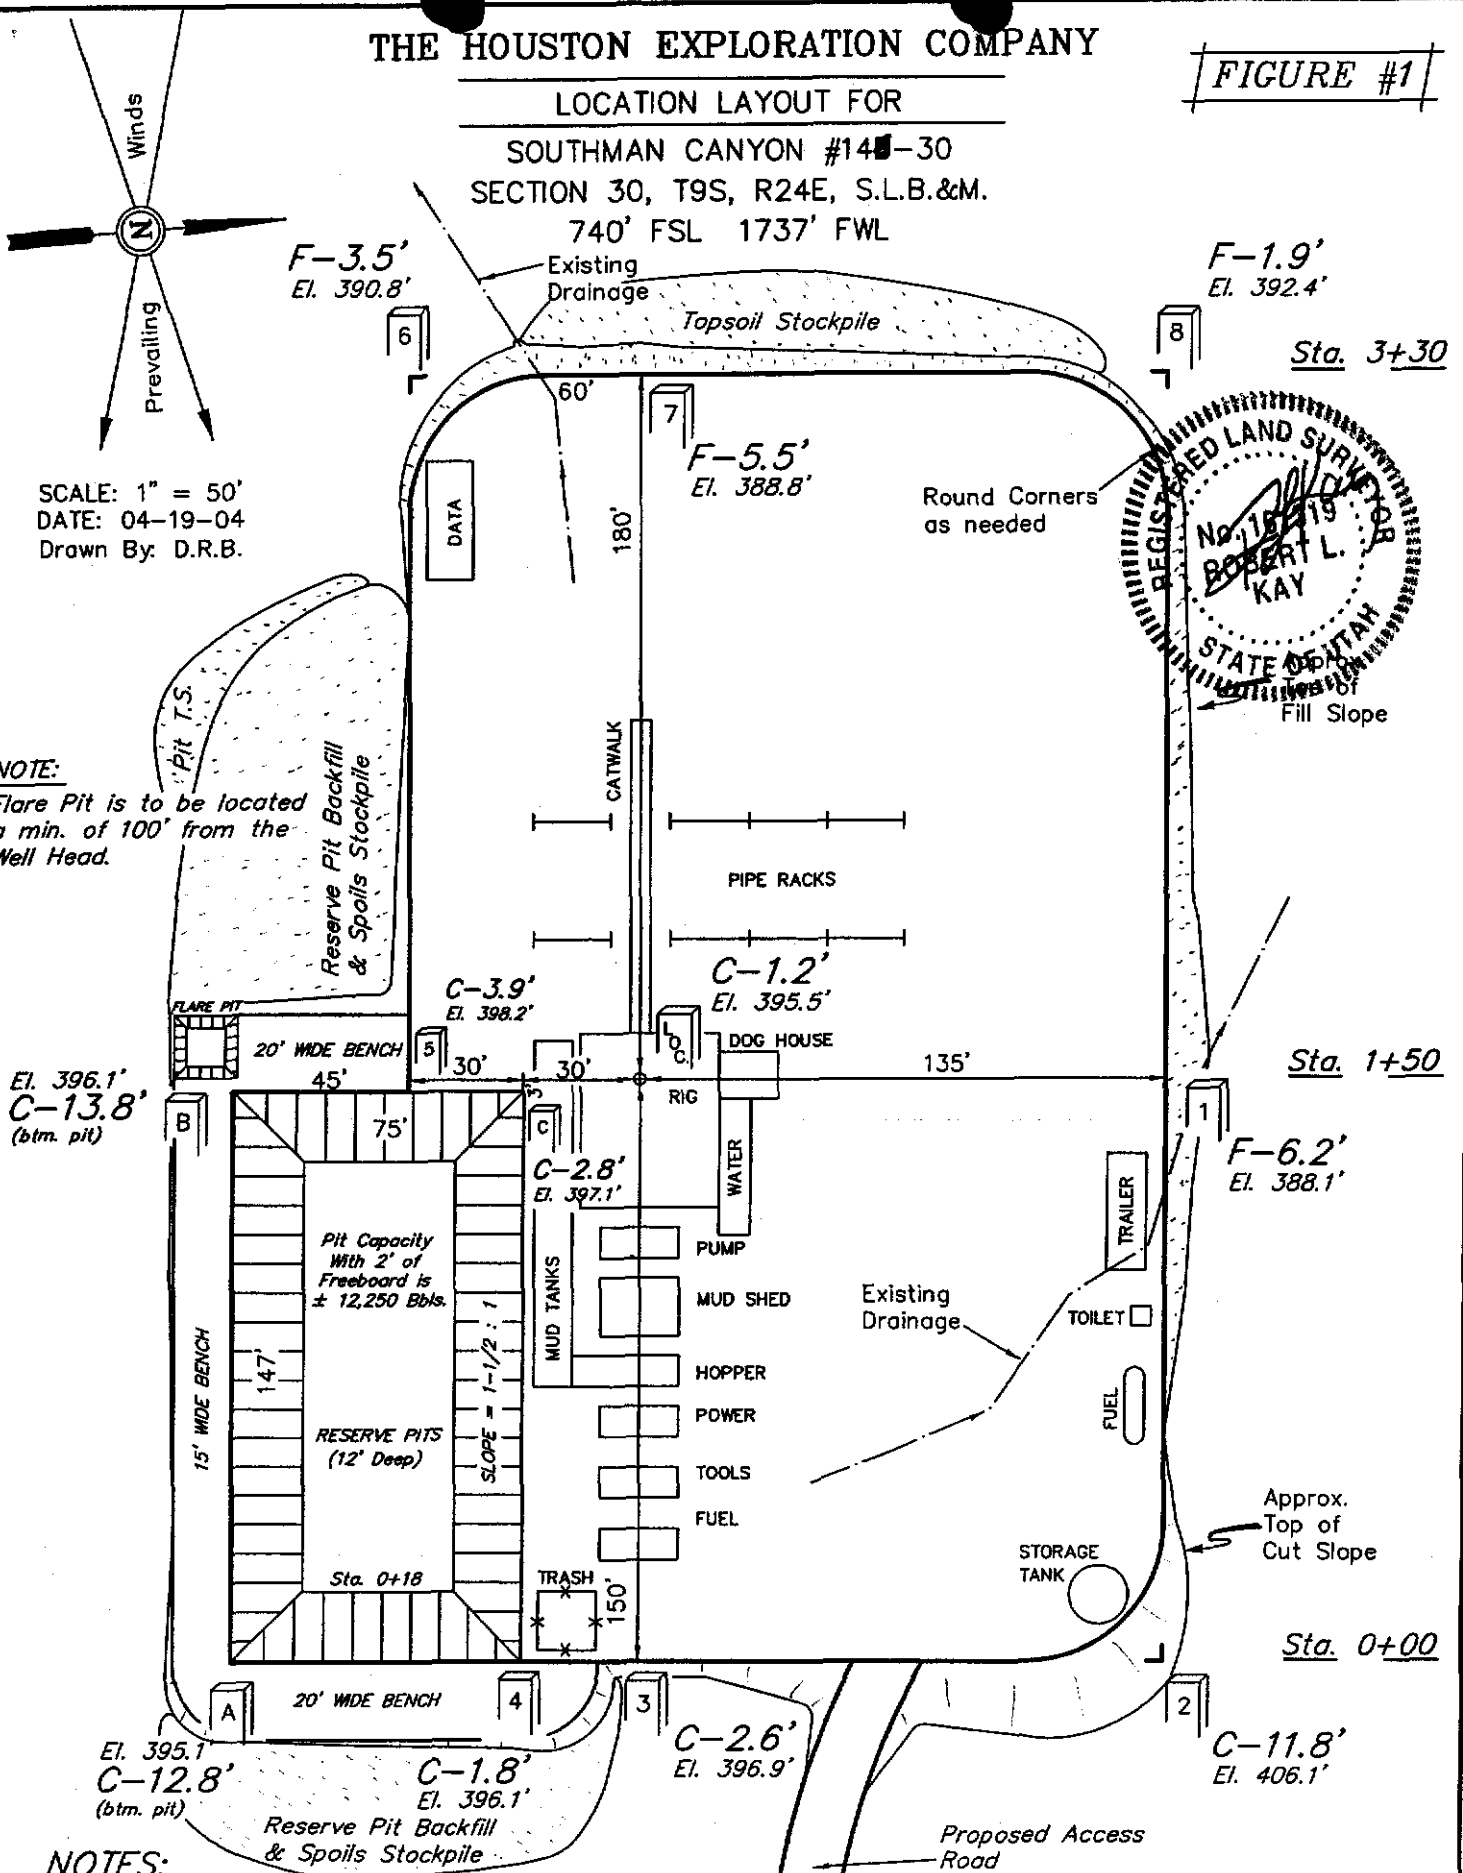 THE HOUSTON EXPLORATION COMPANY
FIGURE #1
LOCATION LAYOUT FOR
SOUTHMAN CANYON
SECTION 30, T9S, R24E, S.L.B.&M.
740' FSL 1737' FWL
Winds
N
Prevailing
SCALE: 1" = 50'
DATE: 04-19-04
Drawn By: D.R.B.
F-3.5'
El. 390.8'
6
Existing
Drainage
Topsoil Stockpile
F-1.9'
El. 392.4'
8
Sta. 3+30
60'
7
F-5.5'
El. 388.8'
180'
DATA
Round Corners
as needed
REGISTERED LAND SURVEYOR
No.
ROBERT L.
KAY
STATE OF UTAH
Approx.
of
Fill Slope
Pit T.S.
Reserve Pit Backfill
& Spoils Stockpile
NOTE:
Flare Pit is to be located
a min. of 100' from the
Well Head.
CATWALK
PIPE RACKS
C-3.9'
El. 398.2'
C-1.2'
El. 395.5'
FLARE PIT
20' WIDE BENCH
5
LOC.
DOG HOUSE
30'
30'
135'
Sta. 1+50
El. 396.1'
C-13.8'
(btm. pit)
45'
B
75'
3'
C
RIG
1
C-2.8'
El. 397.1'
WATER
F-6.2'
El. 388.1'
TRAILER
Pit Capacity
With 2' of
Freeboard is
± 12,250 Bbls.
PUMP
MUD TANKS
MUD SHED
Existing
Drainage
TOILET
15' WIDE BENCH
147'
SLOPE = 1-1/2 : 1
HOPPER
POWER
FUEL
RESERVE PITS
(12' Deep)
TOOLS
FUEL
Approx.
Top of
Cut Slope
Sta. 0+18
TRASH
150'
STORAGE
TANK
Sta. 0+00
A
20' WIDE BENCH
4
3
2
El. 395.1'
C-12.8'
(btm. pit)
C-1.8'
El. 396.1'
C-2.6'
El. 396.9'
C-11.8'
El. 406.1'
Reserve Pit Backfill
& Spoils Stockpile
Proposed Access
Road
NOTES: